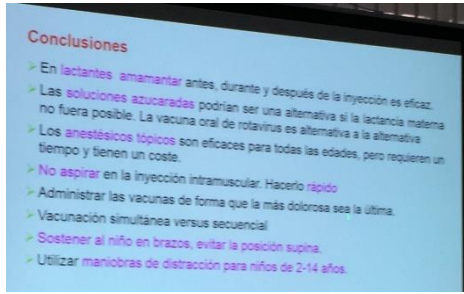 Conclusiones
> En lactantes amamantar antes, durante y después de la inyección es eficaz.
> Las soluciones azucaradas podrían ser una alternativa si la lactancia materna
no fuera posible. La vacuna oral de rotavirus es alternativa a la alternativa
> Los anestésicos tópicos son eficaces para todas las edades, pero requieren un
tiempo y tienen un coste.
> No aspirar en la inyección intramuscular. Hacerlo rápido
> Administrar las vacunas de forma que la más dolorosa sea la última.
> Vacunación simultánea versus secuencial
> Sostener al niño en brazos, evitar la posición supina.
> Utilizar maniobras de distracción para niños de 2-14 años.